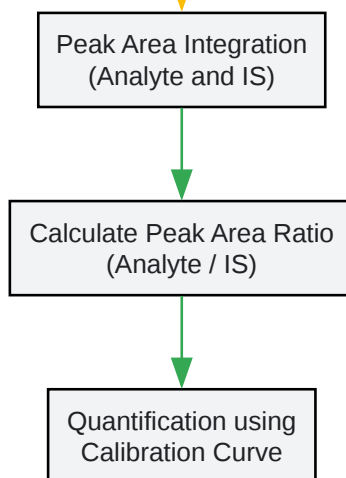 Peak Area Integration
(Analyte and IS)
Calculate Peak Area Ratio
(Analyte / IS)
Quantification using
Calibration Curve